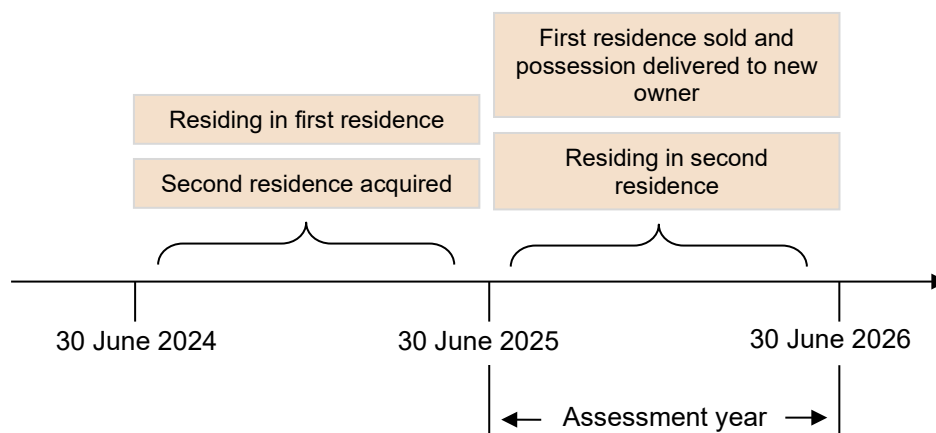 First residence sold and
possession delivered to new
owner
Residing in first residence
Second residence acquired
Residing in second
residence
30 June 2024
30 June 2025
30 June 2026
Assessment year